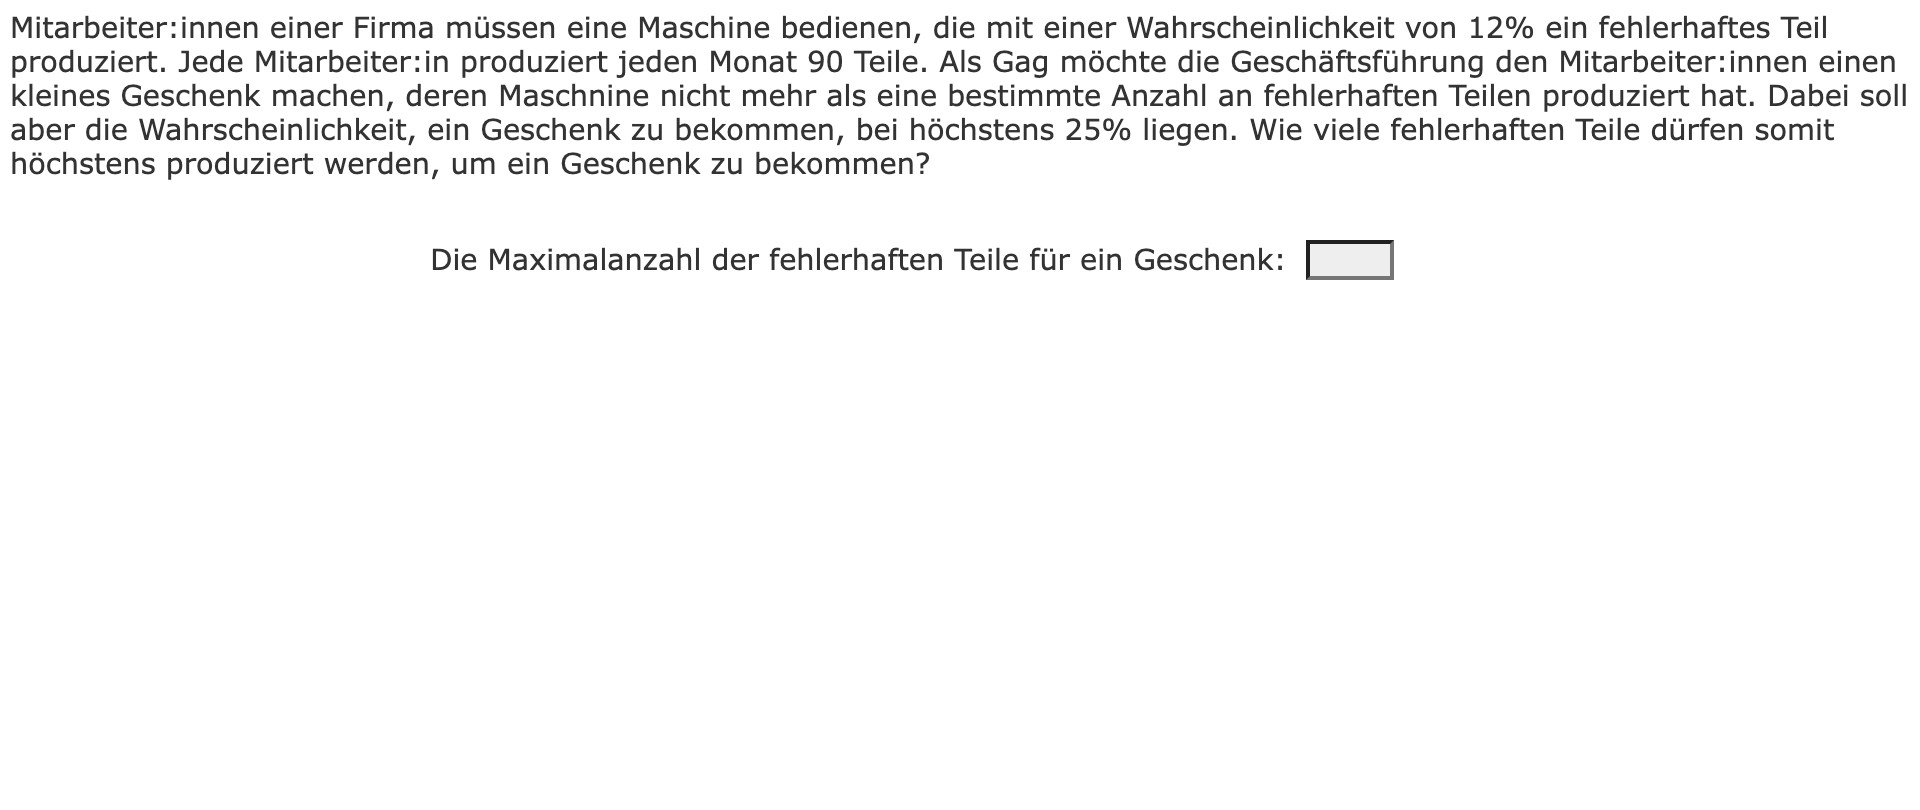 Mitarbeiter:innen einer Firma müssen eine Maschine bedienen, die mit einer Wahrscheinlichkeit von 12% ein fehlerhaftes Teil
produziert. Jede Mitarbeiter:in produziert jeden Monat 90 Teile. Als Gag möchte die Geschäftsführung den Mitarbeiter:innen einen
kleines Geschenk machen, deren Maschnine nicht mehr als eine bestimmte Anzahl an fehlerhaften Teilen produziert hat. Dabei soll
aber die Wahrscheinlichkeit, ein Geschenk zu bekommen, bei höchstens 25% liegen. Wie viele fehlerhaften Teile dürfen somit
höchstens produziert werden, um ein Geschenk zu bekommen?
Die Maximalanzahl der fehlerhaften Teile für ein Geschenk: